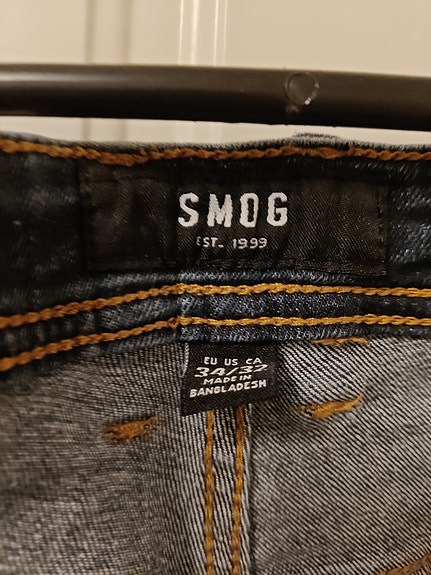 SMOG
EST. 1999
EU US CA
34/32
MADE IN
BANGLADESH